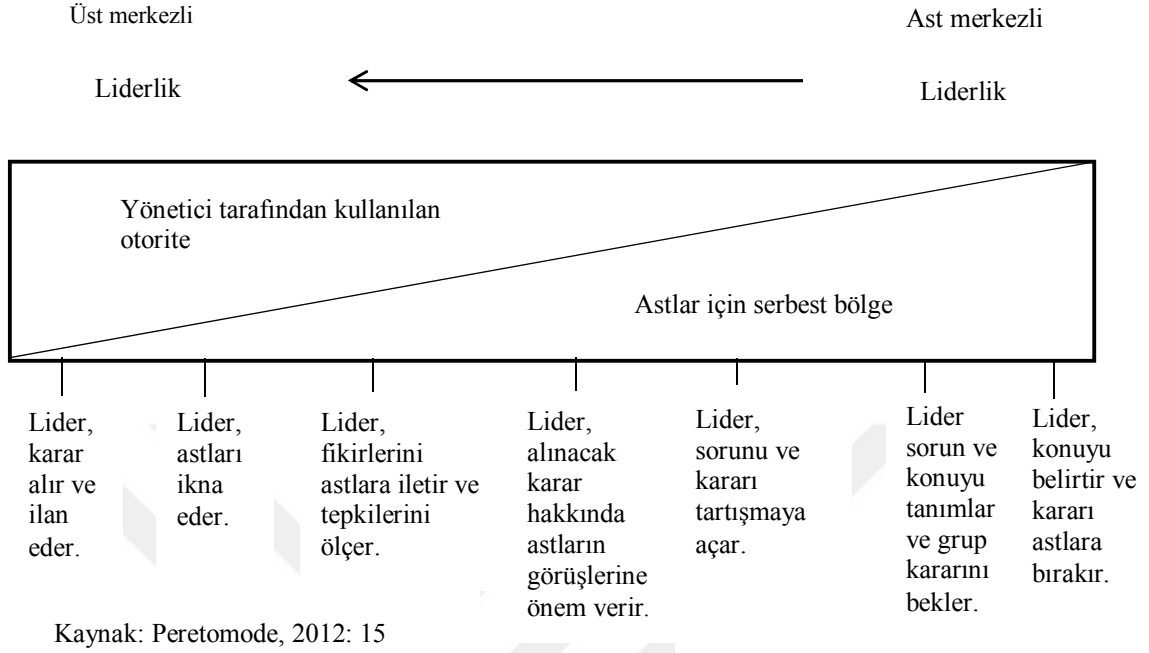 Üst merkezli
Liderlik
Ast merkezli
Liderlik
Yönetici tarafından kullanılan
otorite
Astlar için serbest bölge
Lider,
karar
alır ve
ilan
eder.
Lider,
astları
ikna
eder.
Lider,
fikirlerini
astlara iletir ve
tepkilerini
ölçer.
Lider,
alınacak
karar
hakkında
astların
görüşlerine
önem verir.
Lider,
sorunu ve
kararı
tartışmaya
açar.
Lider
sorun ve
konuyu
tanımlar
ve grup
kararını
bekler.
Lider,
konuyu
belirtir ve
kararı
astlara
bırakır.
Kaynak: Peretomode, 2012: 15